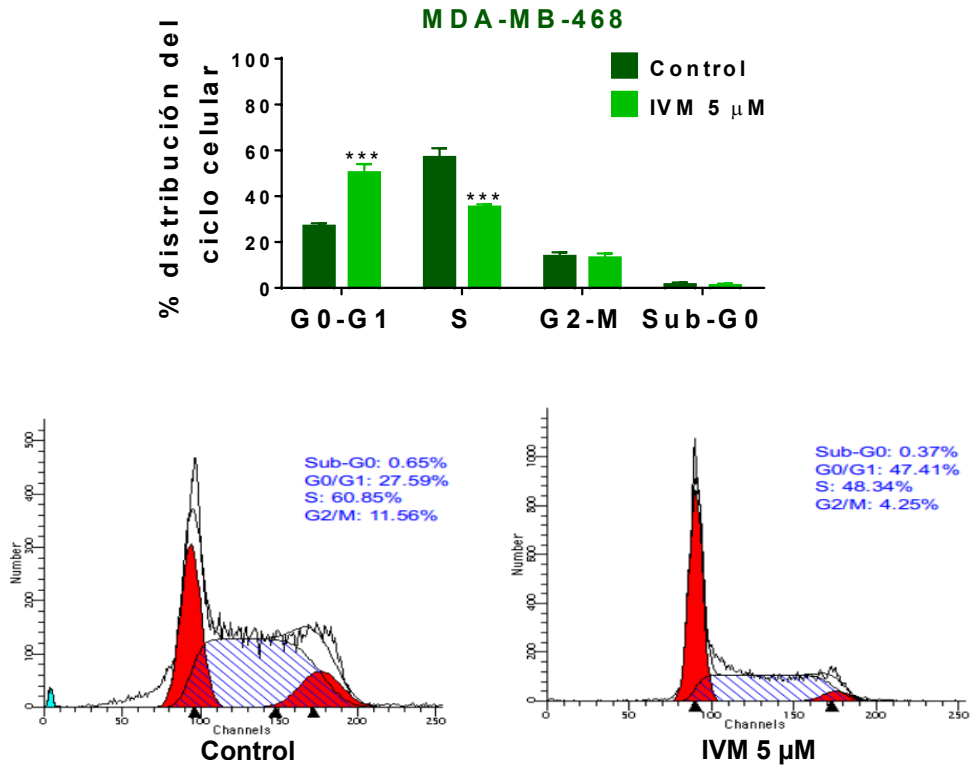 MDA-MB-468
% distribución del
ciclo celular
100
80
60
40
20
0
Control
IVM 5 μM
***
***
G0-G1 S G2-M Sub-G0
Number
500
400
300
200
100
0
Sub-G0: 0.65%
G0/G1: 27.59%
S: 60.85%
G2/M: 11.56%
0 50 100 150 200 250
Channels
Control
Number
1000
800
600
400
200
0
Sub-G0: 0.37%
G0/G1: 47.41%
S: 48.34%
G2/M: 4.25%
0 50 100 150 200 250
Channels
IVM 5 µM